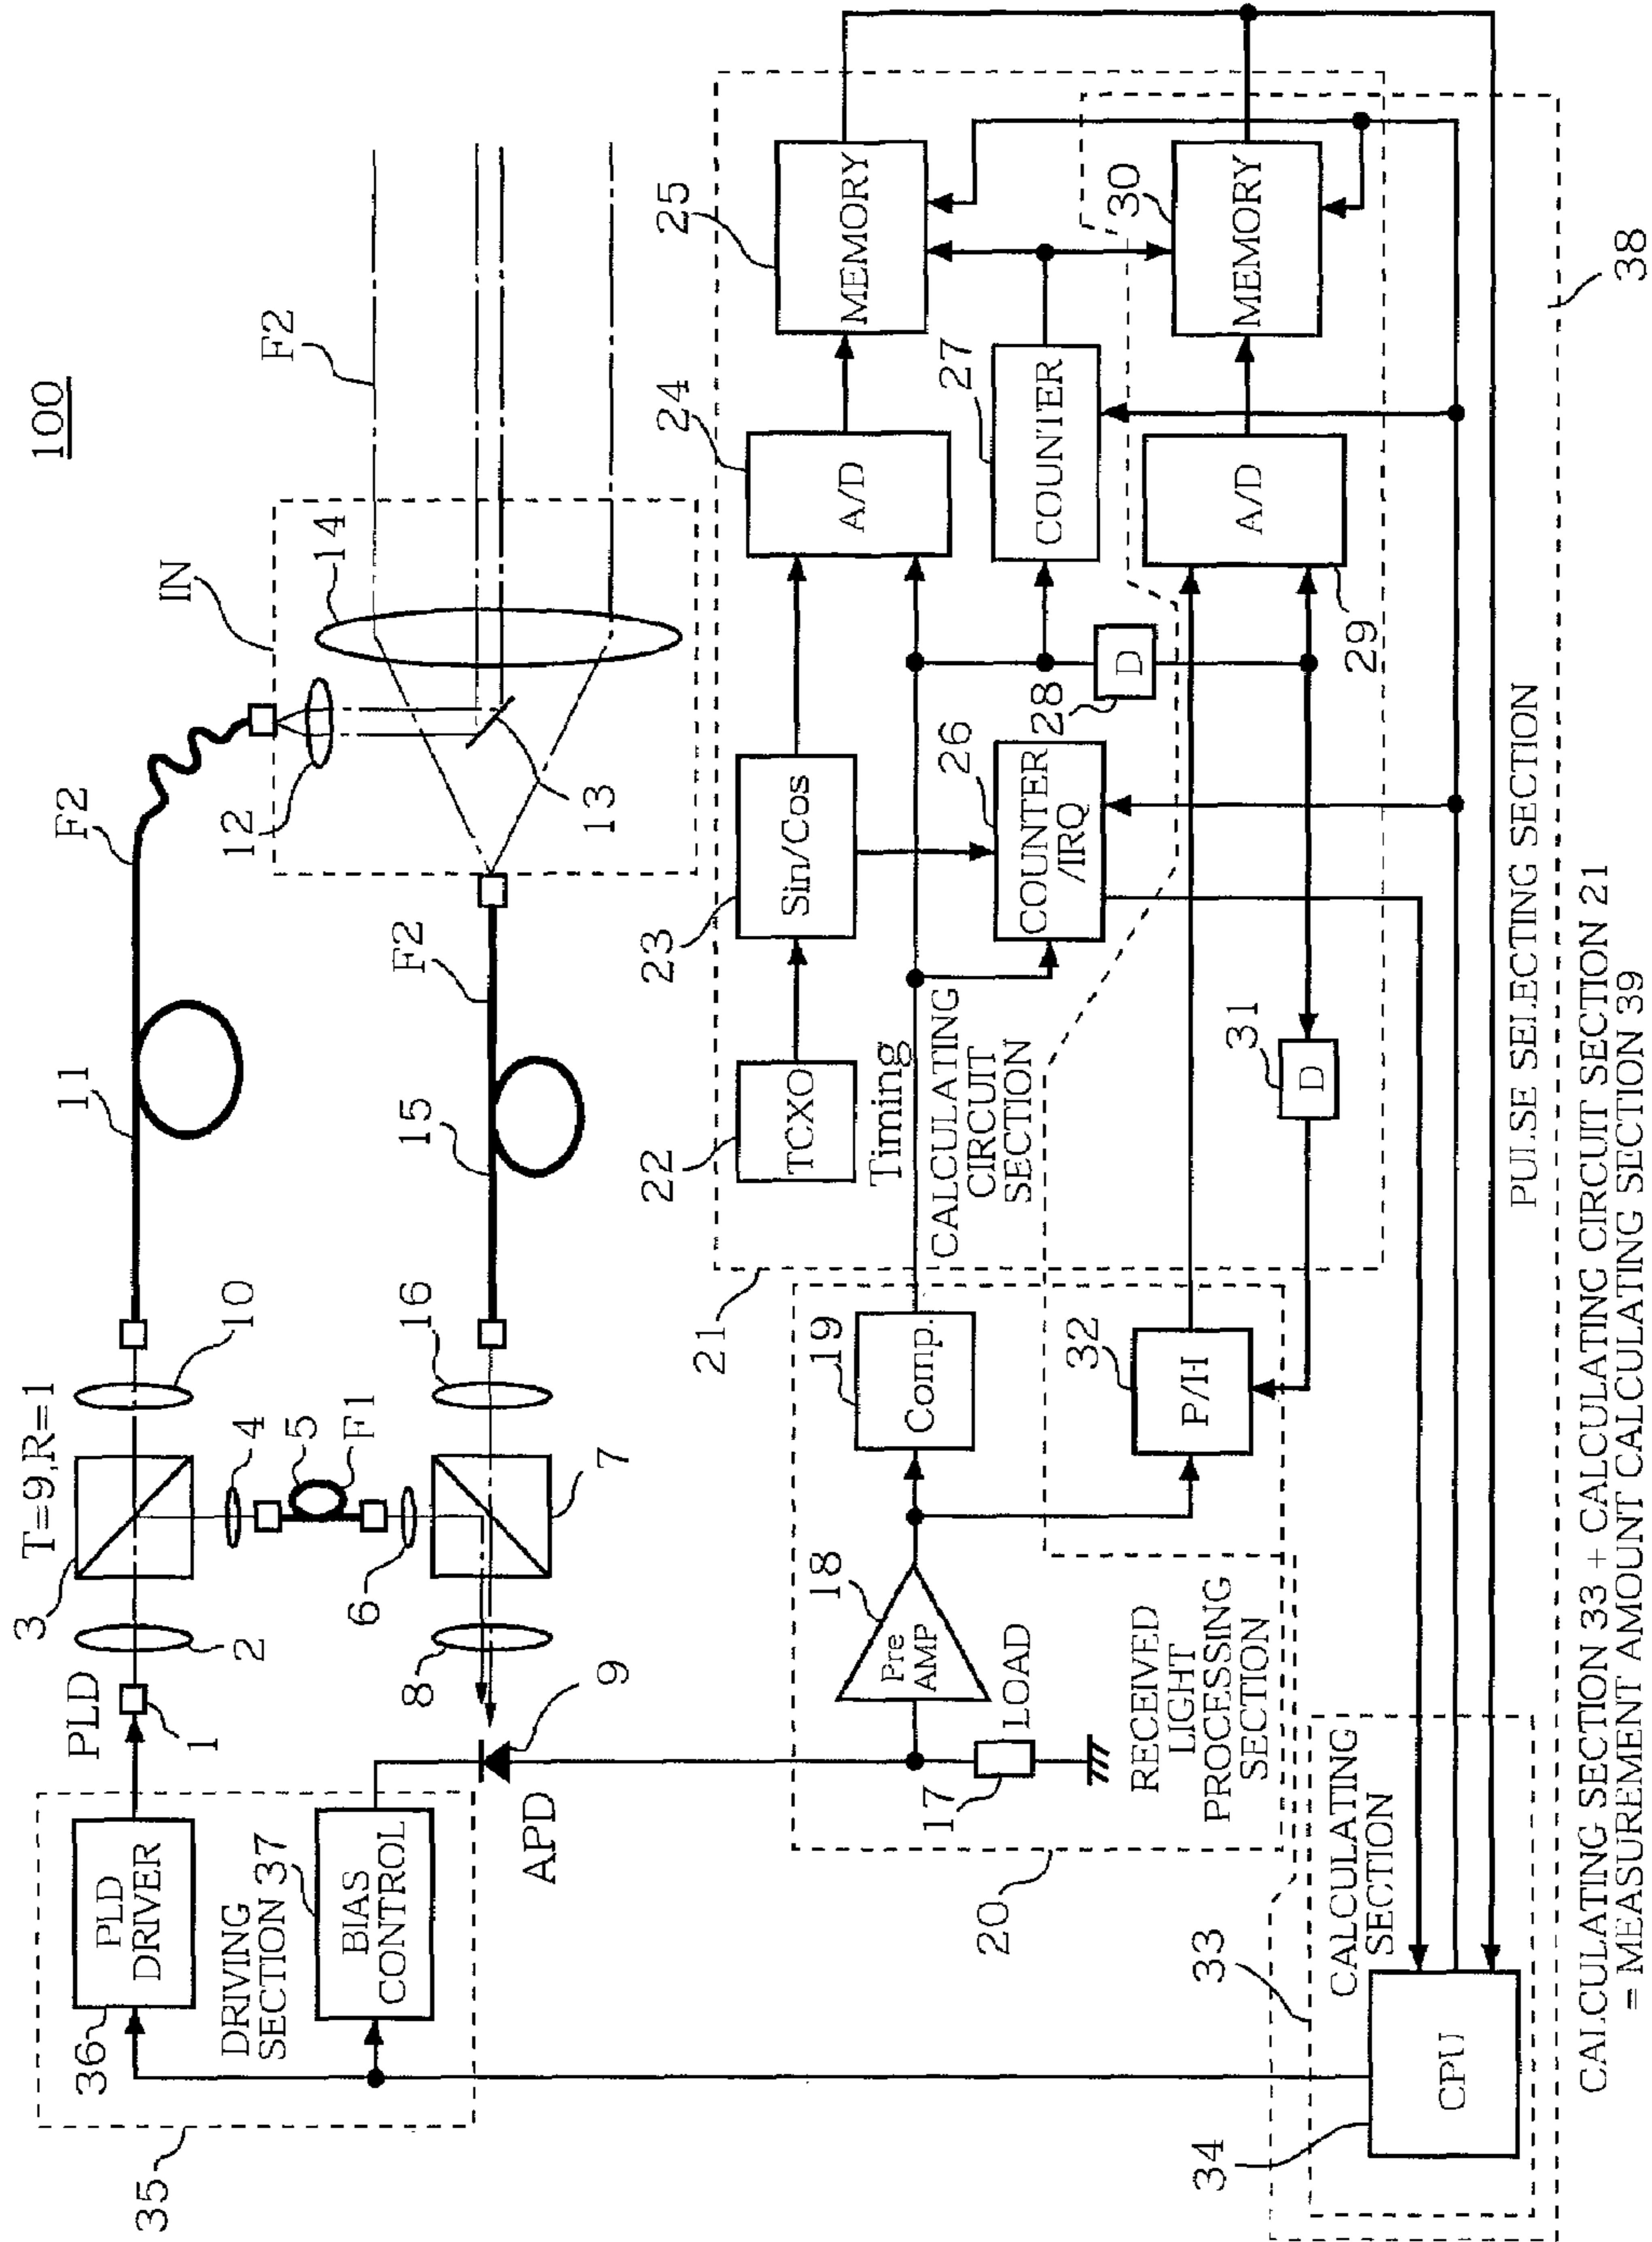 100
T=9,R=1
F2
IN
F2
11
10
3
2
PLD
1
PLD
DRIVER
36
DRIVING
SECTION 37
BIAS
CONTROL
35
14
12
13
F2
15
16
4
5
F1
6
7
8
9
APD
25
MEMORY
24
A/D
27
COUNTER
30
MEMORY
A/D
29
23
Sin/Cos
26
COUNTER
/IRQ
28
D
22
TCXO
Timing
CALCULATING
CIRCUIT
SECTION
21
31
D
19
Comp.
32
P/H
18
Pre
AMP
LOAD
17
RECEIVED
LIGHT
PROCESSING
SECTION
20
33
CALCULATING
SECTION
34
CPU
PULSE SELECTING SECTION
38
CALCULATING SECTION 33 + CALCULATING CIRCUIT SECTION 21
= MEASUREMENT AMOUNT CALCULATING SECTION 39